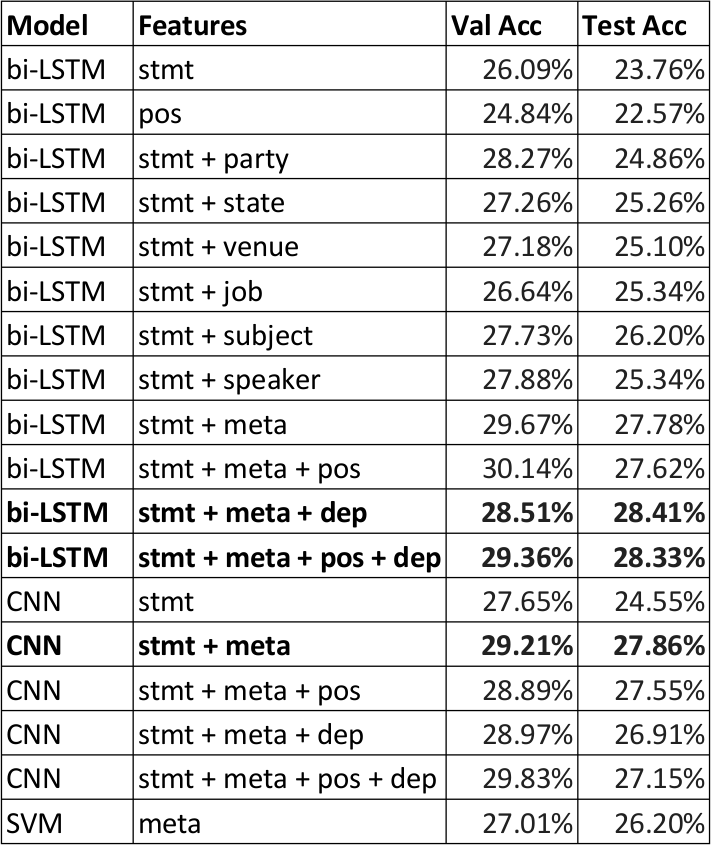 Model Features Val Acc Test Acc
bi-LSTM stmt 26.09% 23.76%
bi-LSTM pos 24.84% 22.57%
bi-LSTM stmt + party 28.27% 24.86%
bi-LSTM stmt + state 27.26% 25.26%
bi-LSTM stmt + venue 27.18% 25.10%
bi-LSTM stmt + job 26.64% 25.34%
bi-LSTM stmt + subject 27.73% 26.20%
bi-LSTM stmt + speaker 27.88% 25.34%
bi-LSTM stmt + meta 29.67% 27.78%
bi-LSTM stmt + meta + pos 30.14% 27.62%
bi-LSTM stmt + meta + dep 28.51% 28.41%
bi-LSTM stmt + meta + pos + dep 29.36% 28.33%
CNN stmt 27.65% 24.55%
CNN stmt + meta 29.21% 27.86%
CNN stmt + meta + pos 28.89% 27.55%
CNN stmt + meta + dep 28.97% 26.91%
CNN stmt + meta + pos + dep 29.83% 27.15%
SVM meta 27.01% 26.20%